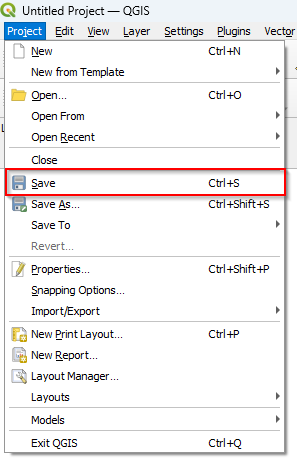 Untitled Project — QGIS
Project Edit View Layer Settings Plugins Vector
New Ctrl+N
New from Template
Open... Ctrl+O
Open From
Open Recent
Close
Save Ctrl+S
Save As... Ctrl+Shift+S
Save To
Revert...
Properties... Ctrl+Shift+P
Snapping Options...
Import/Export
New Print Layout... Ctrl+P
New Report...
Layout Manager...
Layouts
Models
Exit QGIS Ctrl+Q